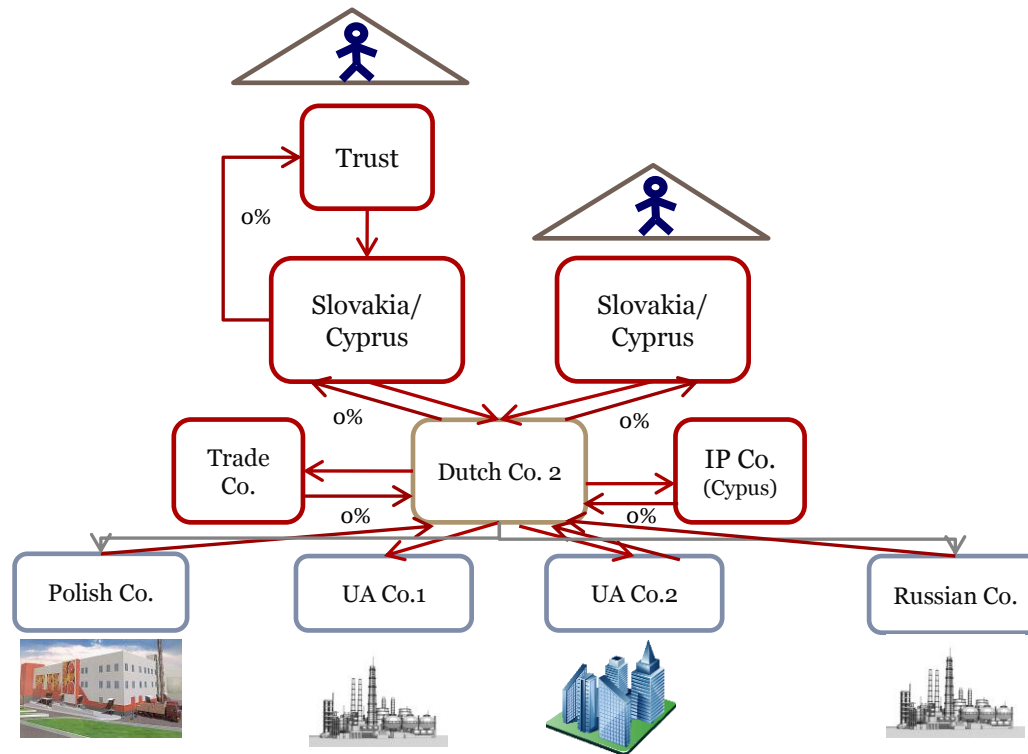 Trust
0%
Slovakia/
Cyprus
Slovakia/
Cyprus
0%
0%
Trade
Co.
Dutch Co. 2
IP Co.
(Cypus)
0%
0%
Polish Co.
UA Co.1
UA Co.2
Russian Co.